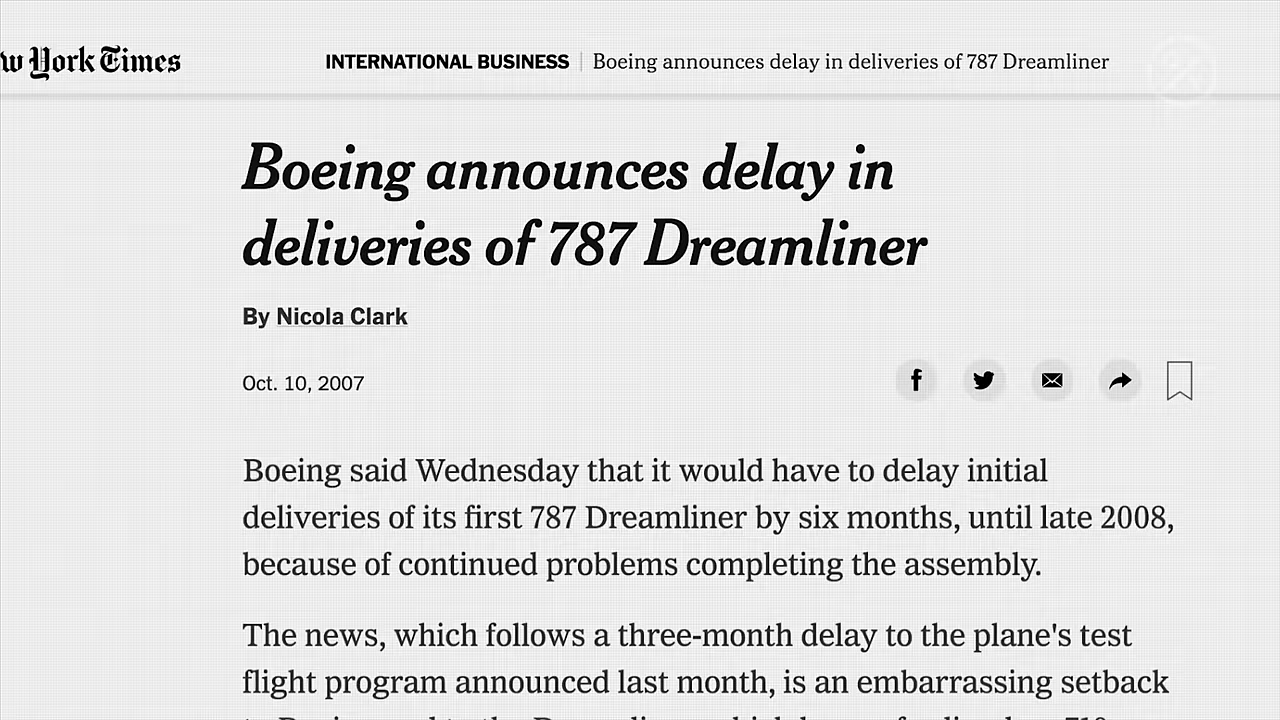 York Times
INTERNATIONAL BUSINESS | Boeing announces delay in deliveries of 787 Dreamliner
Boeing announces delay in
deliveries of 787 Dreamliner
By Nicola Clark
Oct. 10, 2007
Boeing said Wednesday that it would have to delay initial
deliveries of its first 787 Dreamliner by six months, until late 2008,
because of continued problems completing the assembly.
The news, which follows a three-month delay to the plane's test
flight program announced last month, is an embarrassing setback